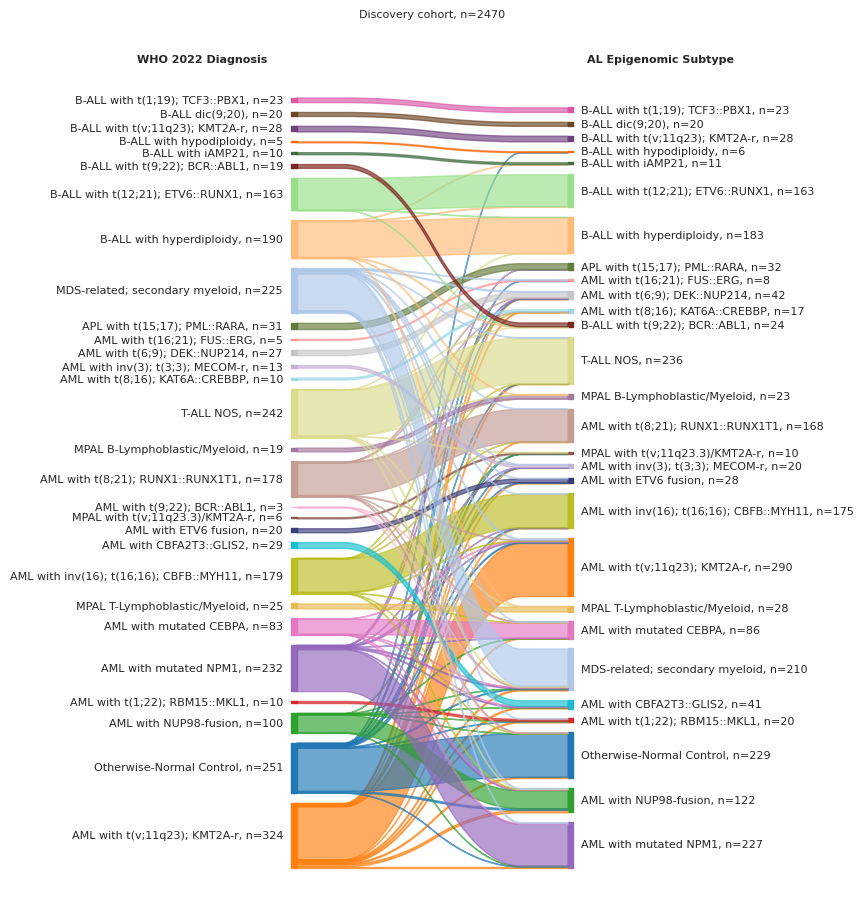 Discovery cohort, n=2470
WHO 2022 Diagnosis
B-ALL with t(1;19); TCF3::PBX1, n=23
B-ALL dic(9;20), n=20
B-ALL with t(v;11q23); KMT2A-r, n=28
B-ALL with hypodiploidy, n=5
B-ALL with iAMP21, n=10
B-ALL with t(9;22); BCR::ABL1, n=19
B-ALL with t(12;21); ETV6::RUNX1, n=163
B-ALL with hyperdiploidy, n=190
MDS-related; secondary myeloid, n=225
APL with t(15;17); PML::RARA, n=31
AML with t(16;21); FUS::ERG, n=5
AML with t(6;9); DEK::NUP214, n=27
AML with inv(3); t(3;3); MECOM-r, n=13
AML with t(8;16); KAT6A::CREBBP, n=10
T-ALL NOS, n=242
MPAL B-Lymphoblastic/Myeloid, n=19
AML with t(8;21); RUNX1::RUNX1T1, n=178
AML with t(9;22); BCR::ABL1, n=3
MPAL with t(v;11q23.3)/KMT2A-r, n=6
AML with ETV6 fusion, n=20
AML with CBFA2T3::GLIS2, n=29
AML with inv(16); t(16;16); CBFB::MYH11, n=179
MPAL T-Lymphoblastic/Myeloid, n=25
AML with mutated CEBPA, n=83
AML with mutated NPM1, n=232
AML with t(1;22); RBM15::MKL1, n=10
AML with NUP98-fusion, n=100
Otherwise-Normal Control, n=251
AML with t(v;11q23); KMT2A-r, n=324
AL Epigenomic Subtype
B-ALL with t(1;19); TCF3::PBX1, n=23
B-ALL dic(9;20), n=20
B-ALL with t(v;11q23); KMT2A-r, n=28
B-ALL with hypodiploidy, n=6
B-ALL with iAMP21, n=11
B-ALL with t(12;21); ETV6::RUNX1, n=163
B-ALL with hyperdiploidy, n=183
APL with t(15;17); PML::RARA, n=32
AML with t(16;21); FUS::ERG, n=8
AML with t(6;9); DEK::NUP214, n=42
AML with t(8;16); KAT6A::CREBBP, n=17
B-ALL with t(9;22); BCR::ABL1, n=24
T-ALL NOS, n=236
MPAL B-Lymphoblastic/Myeloid, n=23
AML with t(8;21); RUNX1::RUNX1T1, n=168
MPAL with t(v;11q23.3)/KMT2A-r, n=10
AML with inv(3); t(3;3); MECOM-r, n=20
AML with ETV6 fusion, n=28
AML with inv(16); t(16;16); CBFB::MYH11, n=175
AML with t(v;11q23); KMT2A-r, n=290
MPAL T-Lymphoblastic/Myeloid, n=28
AML with mutated CEBPA, n=86
MDS-related; secondary myeloid, n=210
AML with CBFA2T3::GLIS2, n=41
AML with t(1;22); RBM15::MKL1, n=20
Otherwise-Normal Control, n=229
AML with NUP98-fusion, n=122
AML with mutated NPM1, n=227